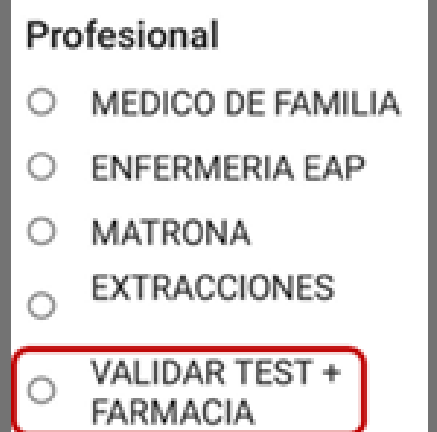 Profesional
MEDICO DE FAMILIA
ENFERMERIA EAP
MATRONA
EXTRACCIONES
VALIDAR TEST +
FARMACIA